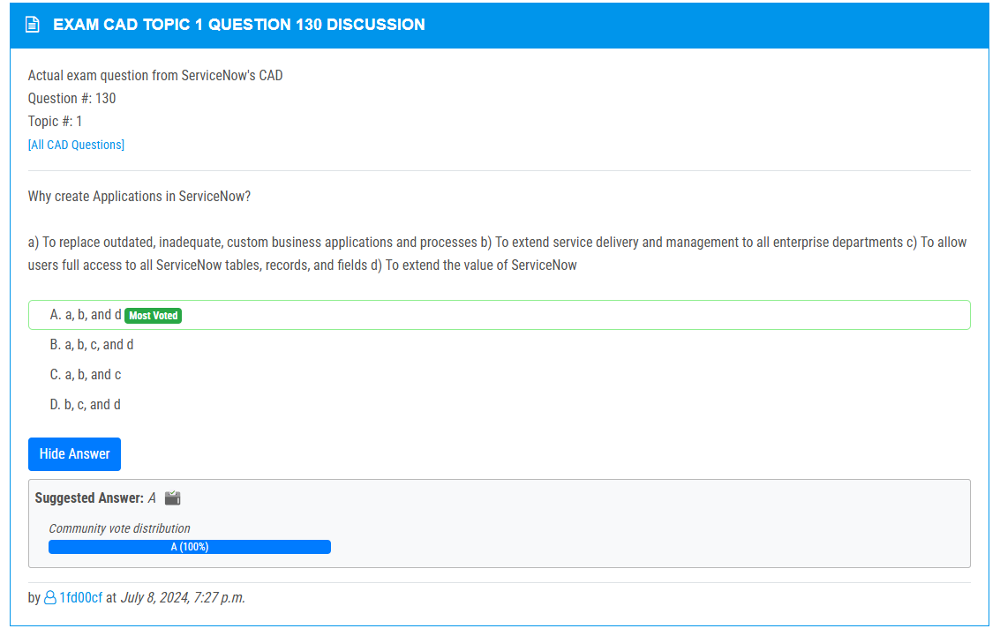 EXAM CAD TOPIC 1 QUESTION 130 DISCUSSION
Actual exam question from ServiceNow's CAD
Question #: 130
Topic #: 1
[All CAD Questions]
Why create Applications in ServiceNow?
a) To replace outdated, inadequate, custom business applications and processes b) To extend service delivery and management to all enterprise departments c) To allow
users full access to all ServiceNow tables, records, and fields d) To extend the value of ServiceNow
A. a, b, and d Most Voted
B. a, b, c, and d
C. a, b, and c
D. b, c, and d
Hide Answer
Suggested Answer: A
Community vote distribution
A (100%)
by 1fd00cf at July 8, 2024, 7:27 p.m.